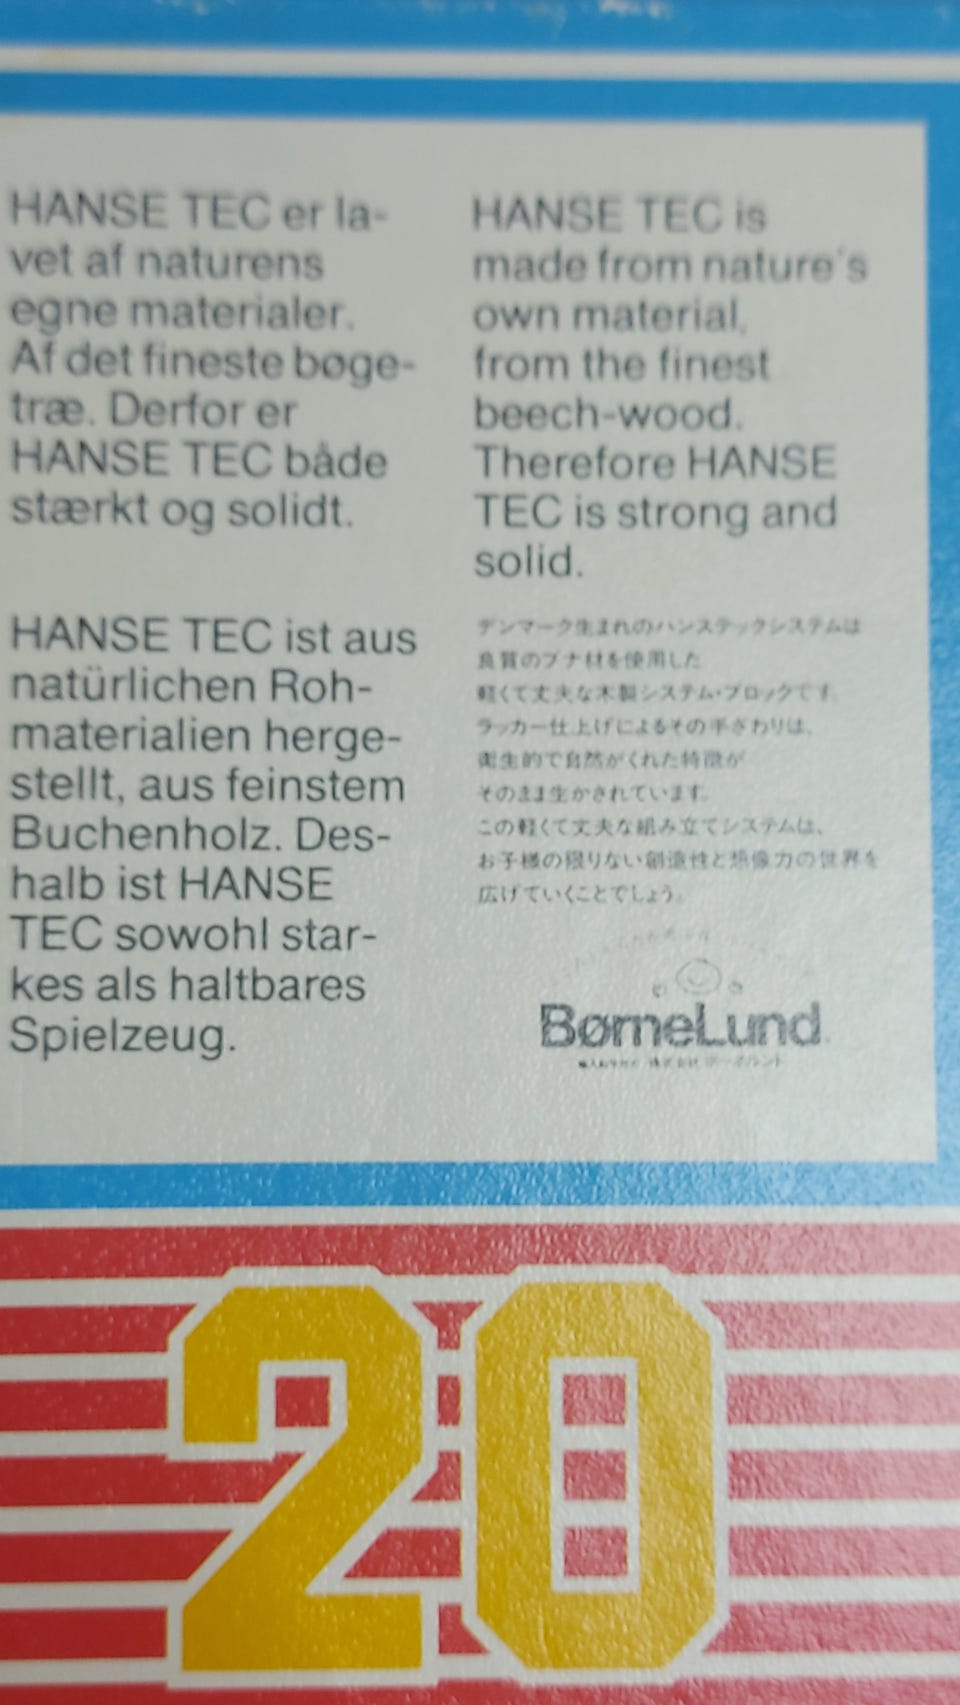 HANSE TEC er la-
vet af naturens
egne materialer.
Af det fineste bøge-
træ. Derfor er
HANSE TEC både
stærkt og solidt.
HANSE TEC is
made from nature's
own material,
from the finest
beech-wood.
Therefore HANSE
TEC is strong and
solid.
HANSE TEC ist aus
natürlichen Roh-
materialien herge-
stellt, aus feinstem
Buchenholz. Des-
halb ist HANSE
TEC sowohl star-
kes als haltbares
Spielzeug.
デンマーク生まれのハンステックシステムは
良質のブナ材を使用した
軽くて丈夫な木製システム・ブロックです。
ラッカー仕上げによるその手ざわりは、
衛生的で自然がくれた特徴が
そのまま生かされています。
この軽くて丈夫な組み立てシステムは、
お子様の限りない創造性と想像力の世界を
広げていくことでしょう。
BørneLund
株式会社 ボーネルンド
20